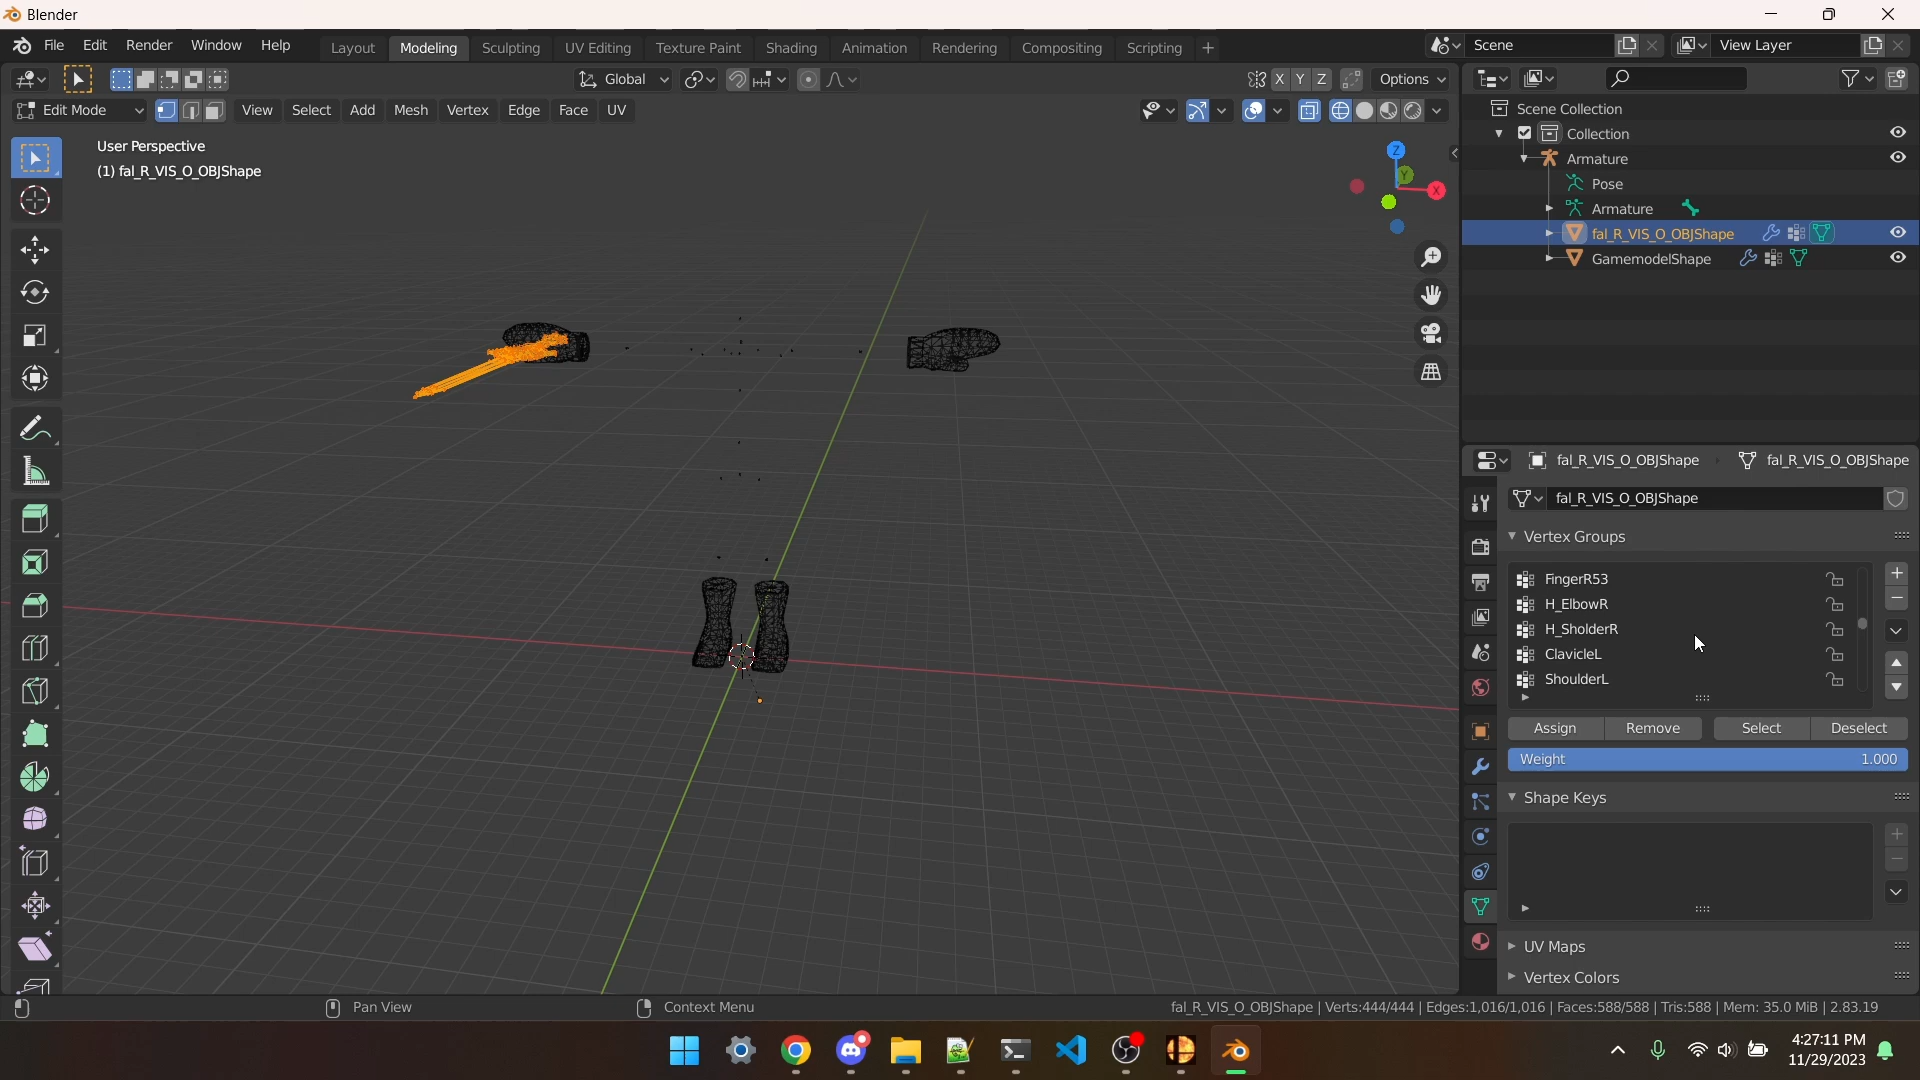 Blender
File Edit Render Window Help
Layout Modeling Sculpting UV Editing Texture Paint Shading Animation Rendering Compositing Scripting +
Scene
View Layer
Global
X Y Z
Options
Edit Mode
View Select Add Mesh Vertex Edge Face UV
User Perspective
(1) fal_R_VIS_O_OBJShape
Z
Y
X
Scene Collection
Collection
Armature
Pose
Armature
fal_R_VIS_O_OBJShape
GamemodelShape
fal_R_VIS_O_OBJShape
fal_R_VIS_O_OBJShape
fal_R_VIS_O_OBJShape
Vertex Groups
FingerR53
H_ElbowR
H_SholderR
ClavicleL
ShoulderL
Assign Remove Select Deselect
Weight 1.000
Shape Keys
UV Maps
Vertex Colors
Pan View
Context Menu
fal_R_VIS_O_OBJShape | Verts:444/444 | Edges:1,016/1,016 | Faces:588/588 | Tris:588 | Mem: 35.0 MiB | 2.83.19
4:27:11 PM
11/29/2023